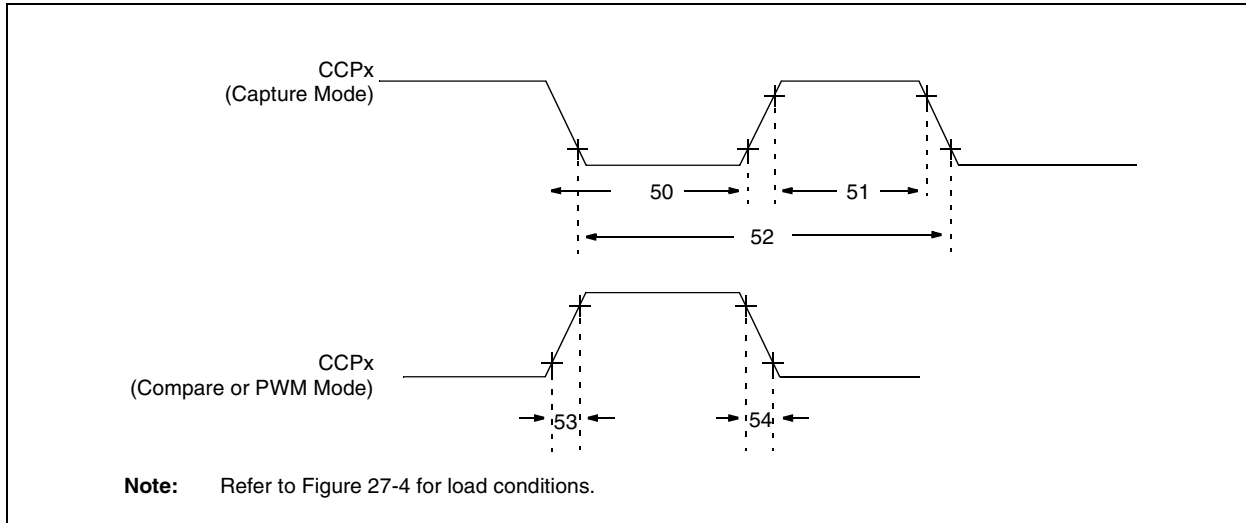 CCPx
(Capture Mode)
50
51
52
CCPx
(Compare or PWM Mode)
53
54
Note: Refer to Figure 27-4 for load conditions.